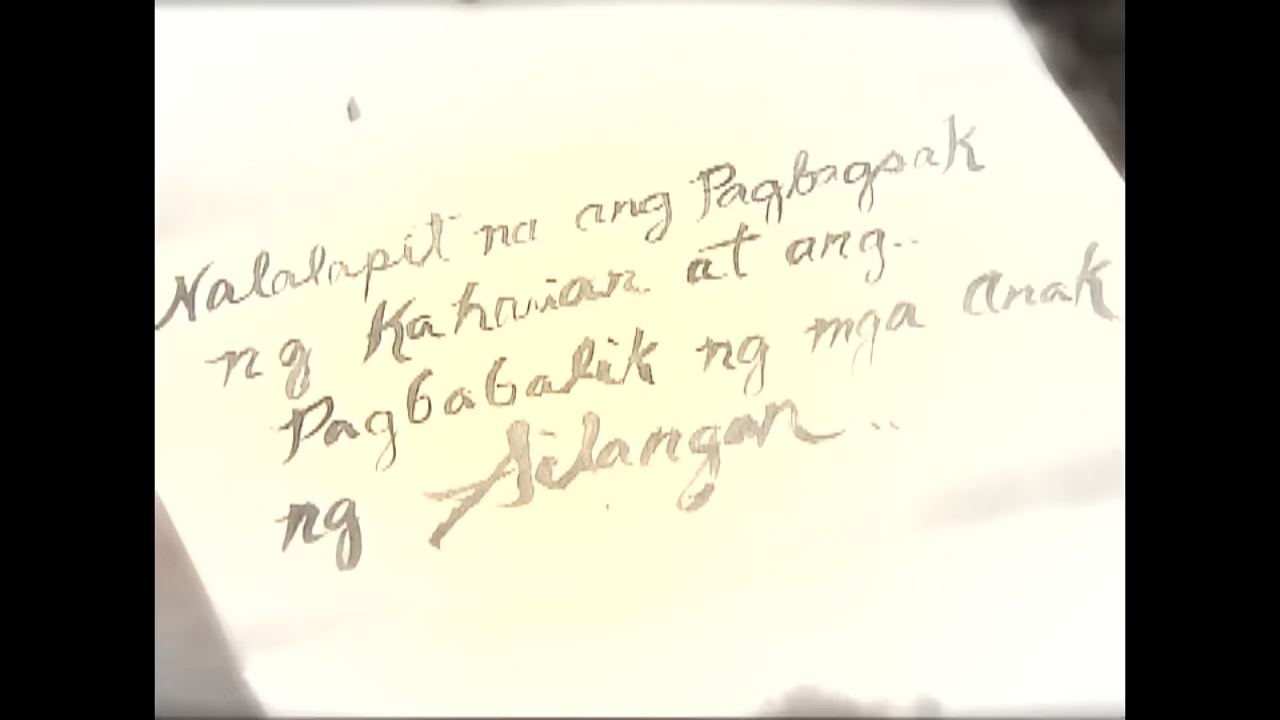 Nalalapit na ang Pagbagsak
ng Kaharian at ang..
Pagbabalik ng mga Anak
ng Silangan...